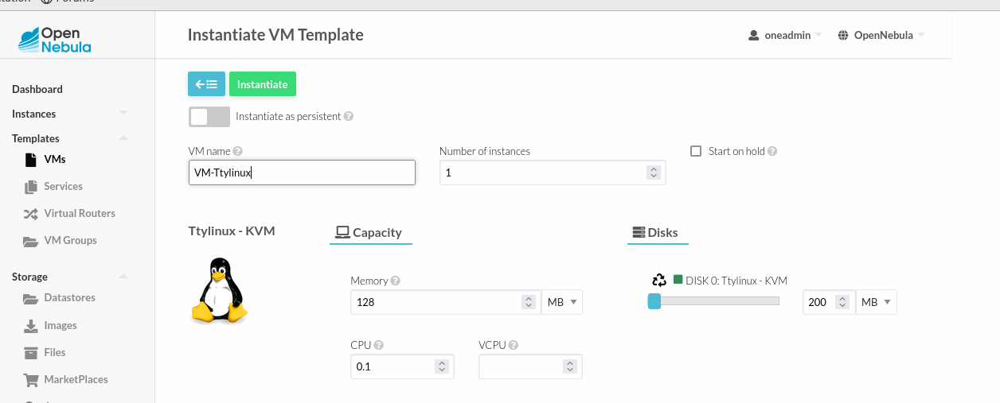 Forums
Open
Nebula
Instantiate VM Template
oneadmin
OpenNebula
Dashboard
Instances
Templates
VMs
Services
Virtual Routers
VM Groups
Storage
Datastores
Images
Files
MarketPlaces
Instantiate
Instantiate as persistent ?
VM name ?
VM-Ttylinux
Number of instances
1
Start on hold ?
Ttylinux - KVM
Capacity
Memory ?
128
MB
CPU ?
0.1
VCPU ?
Disks
DISK 0: Ttylinux - KVM
200
MB